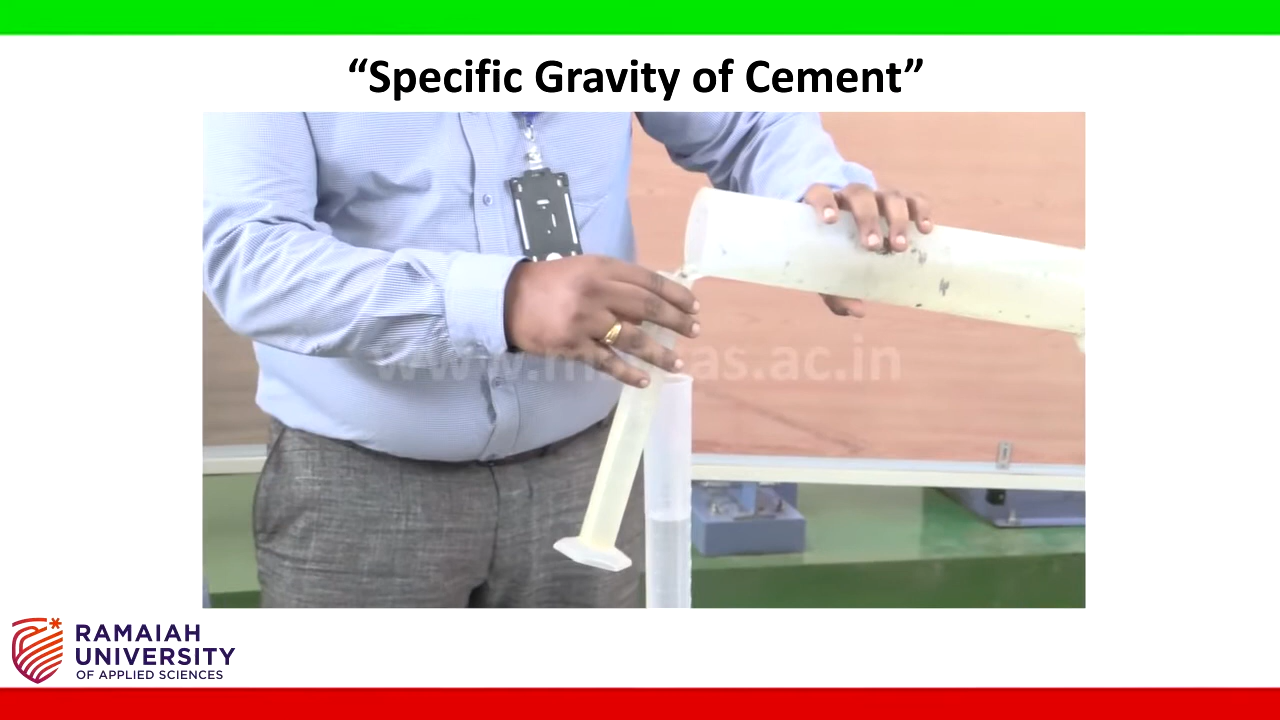 “Specific Gravity of Cement”
RAMAIAH
UNIVERSITY
OF APPLIED SCIENCES